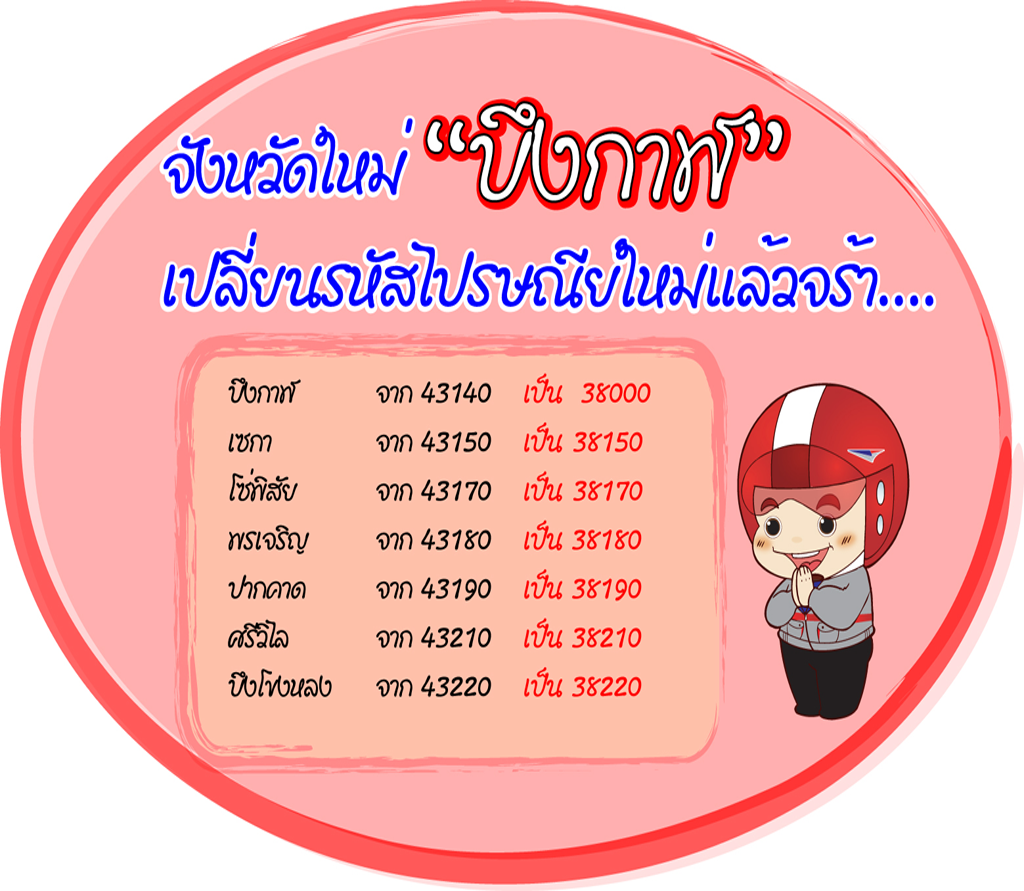 จังหวัดใหม่ “บึงกาฬ”
เปลี่ยนรหัสไปรษณีย์ใหม่แล้วจร้า....
บึงกาฬ จาก 43140 เป็น 38000
เซกา จาก 43150 เป็น 38150
โซ่พิสัย จาก 43170 เป็น 38170
พรเจริญ จาก 43180 เป็น 38180
ปากคาด จาก 43190 เป็น 38190
ศรีวิไล จาก 43210 เป็น 38210
บึงโขงหลง จาก 43220 เป็น 38220